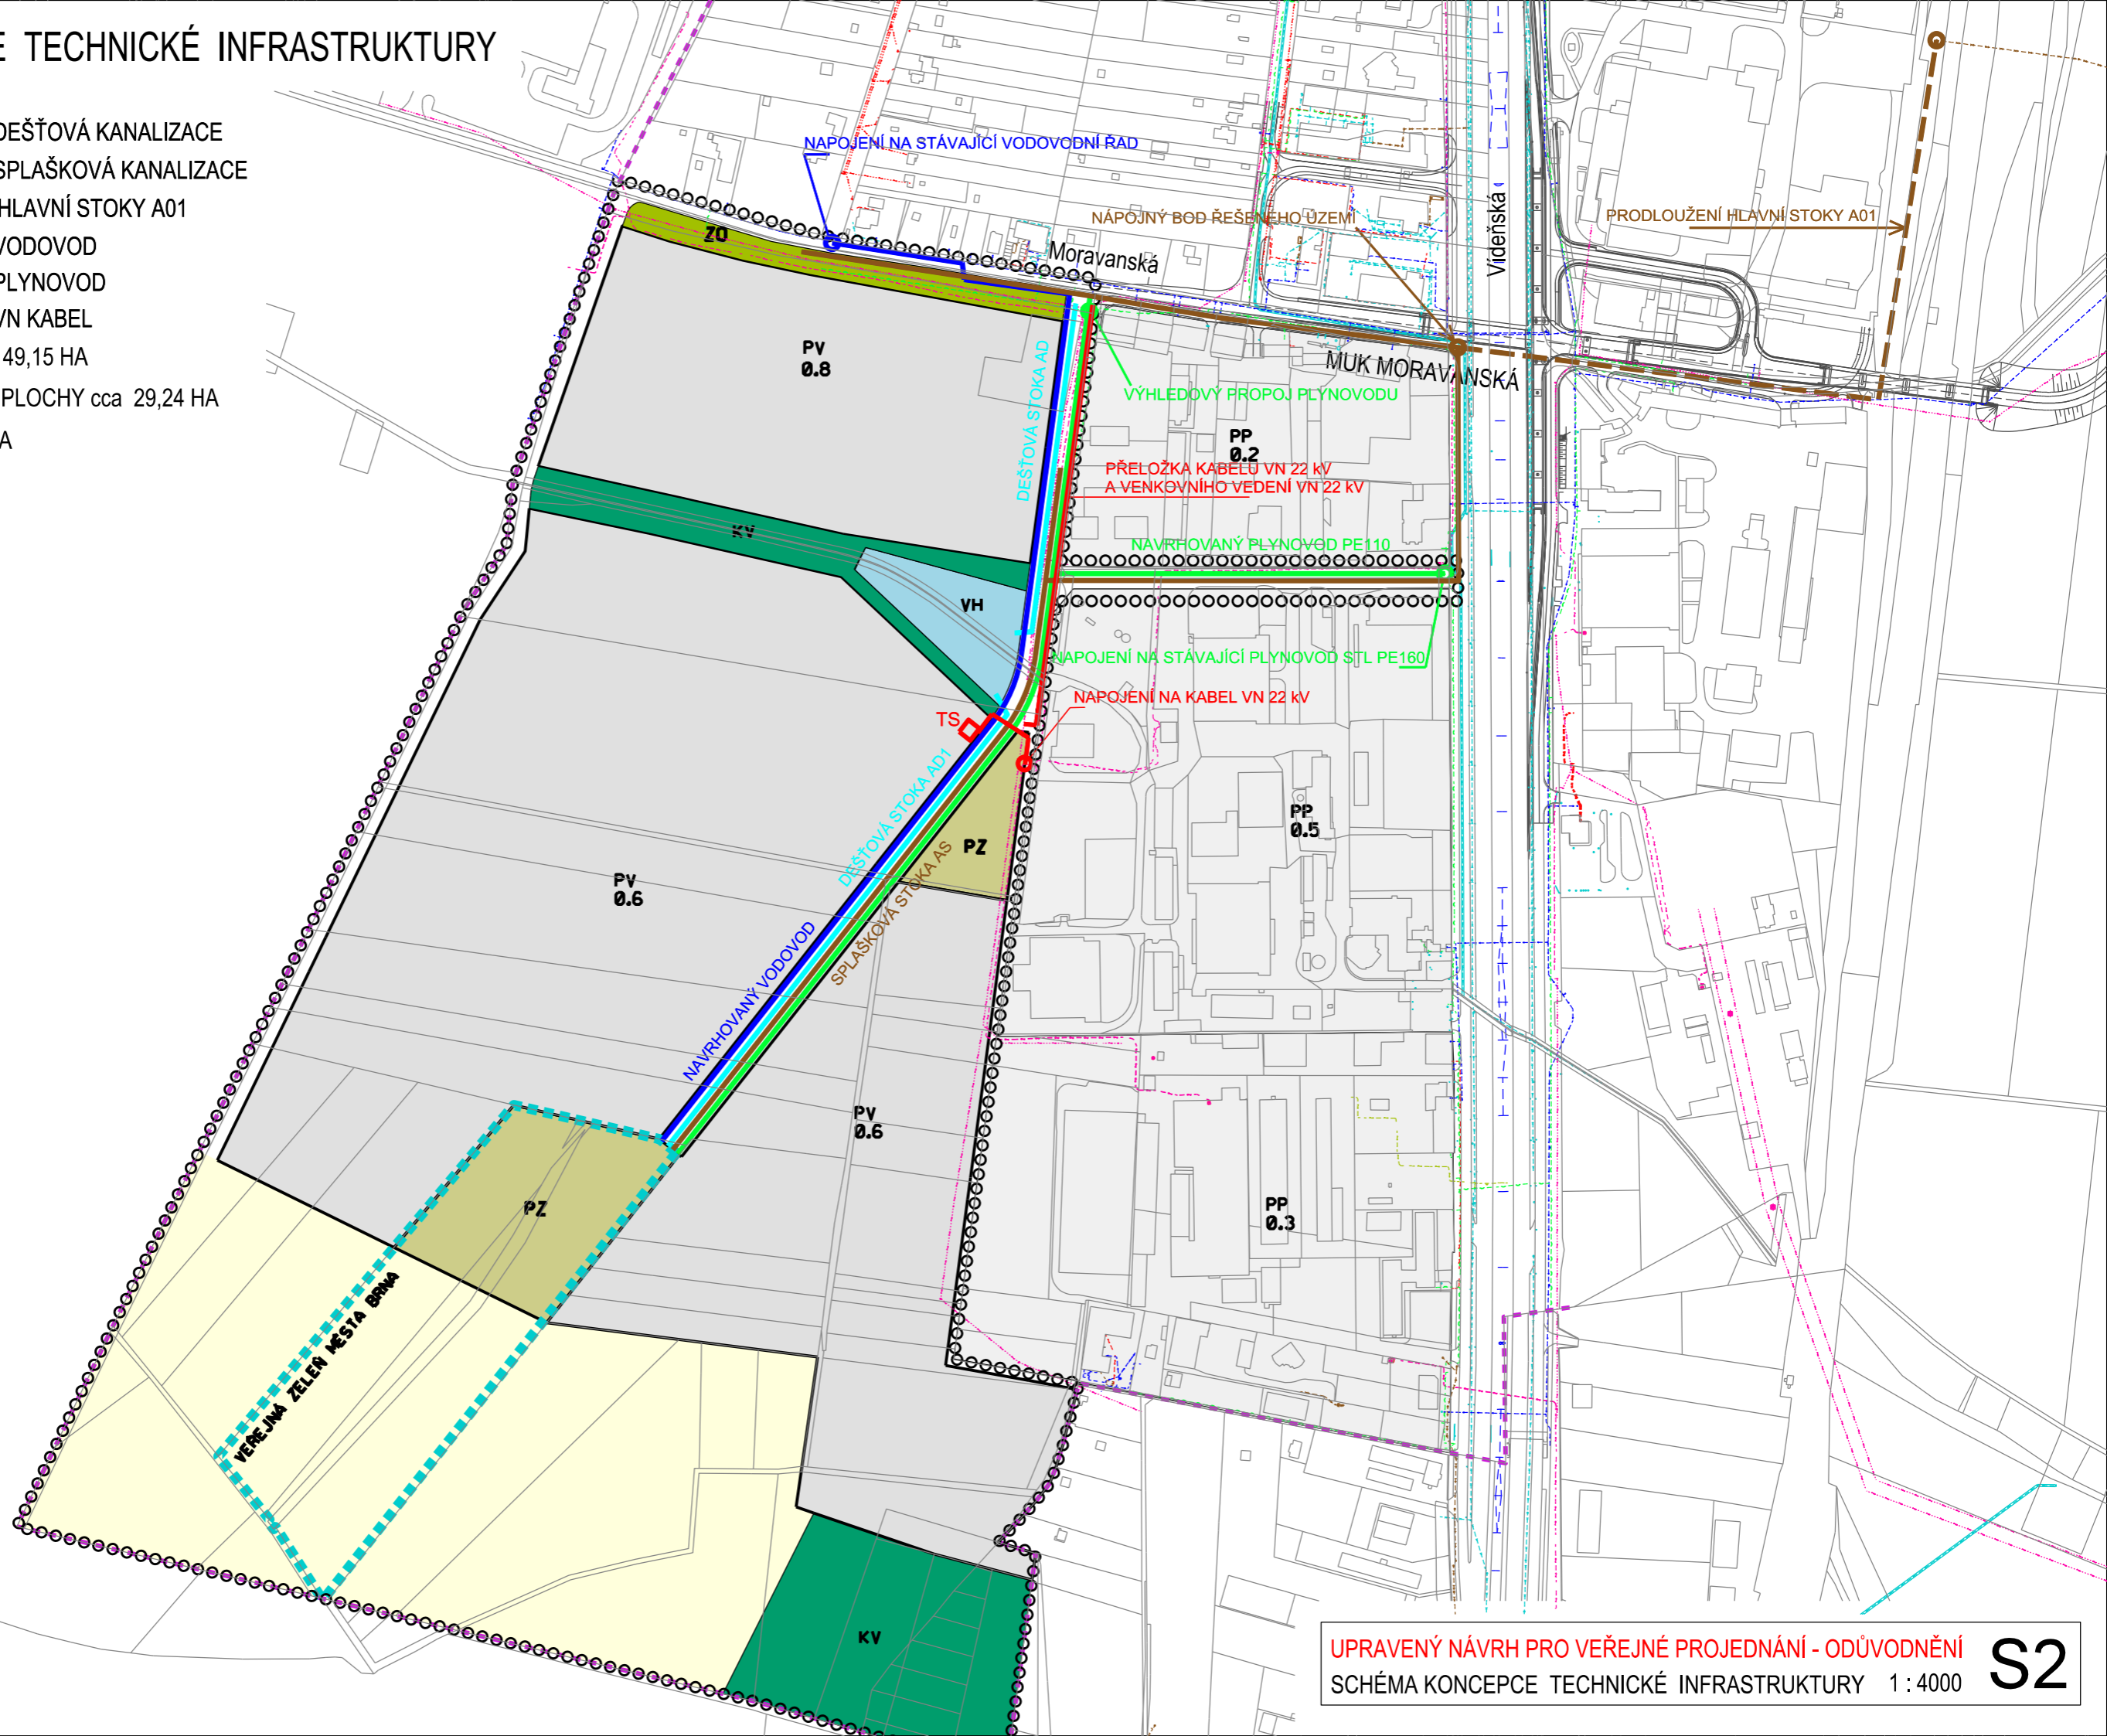 E TECHNICKÉ INFRASTRUKTURY
DEŠŤOVÁ KANALIZACE
SPLAŠKOVÁ KANALIZACE
HLAVNÍ STOKY A01
VODOVOD
PLYNOVOD
VN KABEL
49,15 HA
PLOCHY cca 29,24 HA
A
NAPOJENÍ NA STÁVAJÍCÍ VODOVODNÍ ŘAD
NÁPOJNÝ BOD ŘEŠENÉHO ÚZEMÍ
PRODLOUŽENÍ HLAVNÍ STOKY A01
Vídeňská
ZO
Moravanská
PV
0.8
DEŠŤOVÁ STOKA AD
MUK MORAVANSKÁ
VÝHLEDOVÝ PROPOJ PLYNOVODU
PP
0.2
PŘELOŽKA KABELU VN 22 kV
A VENKOVNÍHO VEDENÍ VN 22 kV
KV
NAVRHOVANÝ PLYNOVOD PE110
VH
NAPOJENÍ NA STÁVAJÍCÍ PLYNOVOD STL PE160
NAPOJENÍ NA KABEL VN 22 kV
TS
DEŠŤOVÁ STOKA AD1
PP
0.5
PZ
SPLAŠKOVÁ STOKA AS
PV
0.6
NAVRHOVANÝ VODOVOD
PV
0.6
PZ
PP
0.3
VEŘEJNÁ ZELEŇ MĚSTA BRNA
KV
UPRAVENÝ NÁVRH PRO VEŘEJNÉ PROJEDNÁNÍ - ODŮVODNĚNÍ
SCHÉMA KONCEPCE TECHNICKÉ INFRASTRUKTURY 1 : 4000
S2